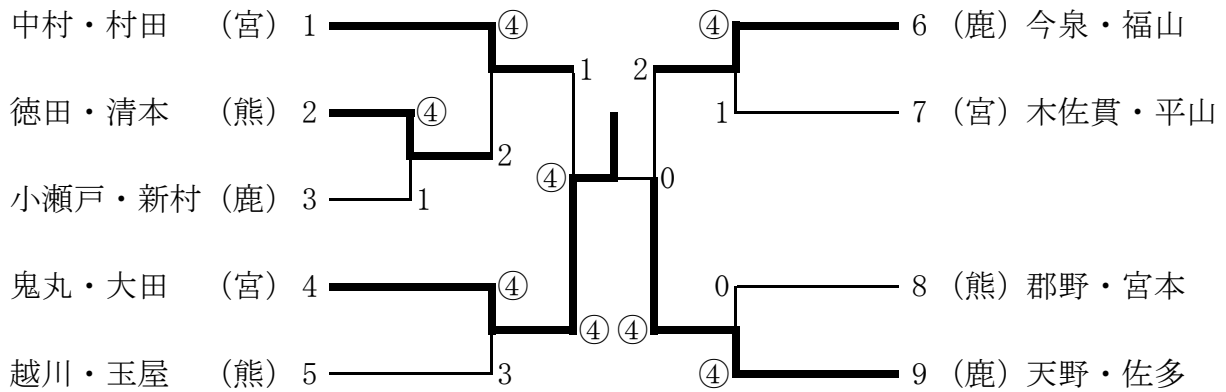 中村・村田 （宮） 1 ④ ④ 6 （鹿） 今泉・福山
1 2
徳田・清本 （熊） 2 ④ 1 7 （宮） 木佐貫・平山
2
④ 0
小瀬戸・新村 （鹿） 3 1
鬼丸・大田 （宮） 4 ④ 0 8 （熊） 郡野・宮本
④ ④
越川・玉屋 （熊） 5 3 ④ 9 （鹿） 天野・佐多